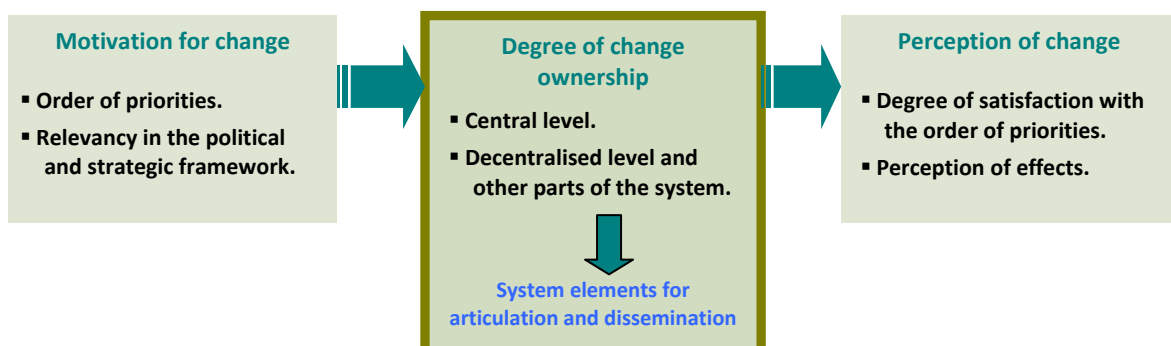 Motivation for change
▪ Order of priorities.
▪ Relevancy in the political
and strategic framework.
Degree of change
ownership
▪ Central level.
▪ Decentralised level and
other parts of the system.
System elements for
articulation and dissemination
Perception of change
▪ Degree of satisfaction with
the order of priorities.
▪ Perception of effects.